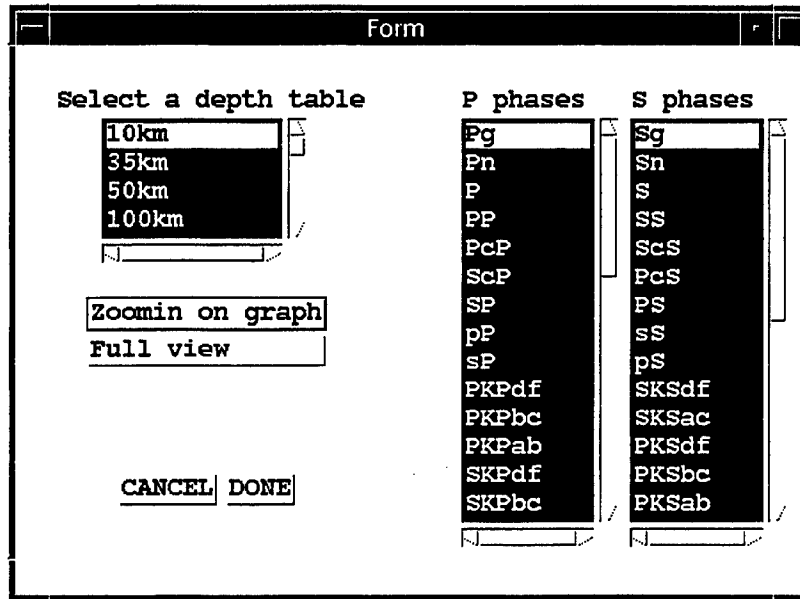 Form
Select a depth table
10km
35km
50km
100km
Zoomin on graph
Full view
CANCEL DONE
P phases
Pg
Pn
P
PP
PcP
ScP
SP
pP
sP
PKPdf
PKPbc
PKPab
SKPdf
SKPbc
S phases
Sg
Sn
S
SS
ScS
PcS
PS
sS
pS
SKSdf
SKSac
PKSdf
PKSbc
PKSab